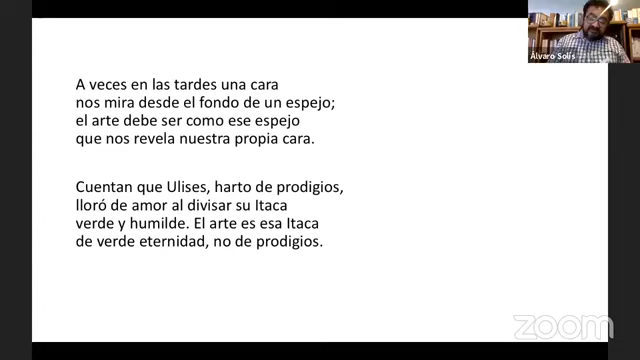 Álvaro Solís
A veces en las tardes una cara
nos mira desde el fondo de un espejo;
el arte debe ser como ese espejo
que nos revela nuestra propia cara.
Cuentan que Ulises, harto de prodigios,
lloró de amor al divisar su Itaca
verde y humilde. El arte es esa Itaca
de verde eternidad, no de prodigios.
zoom